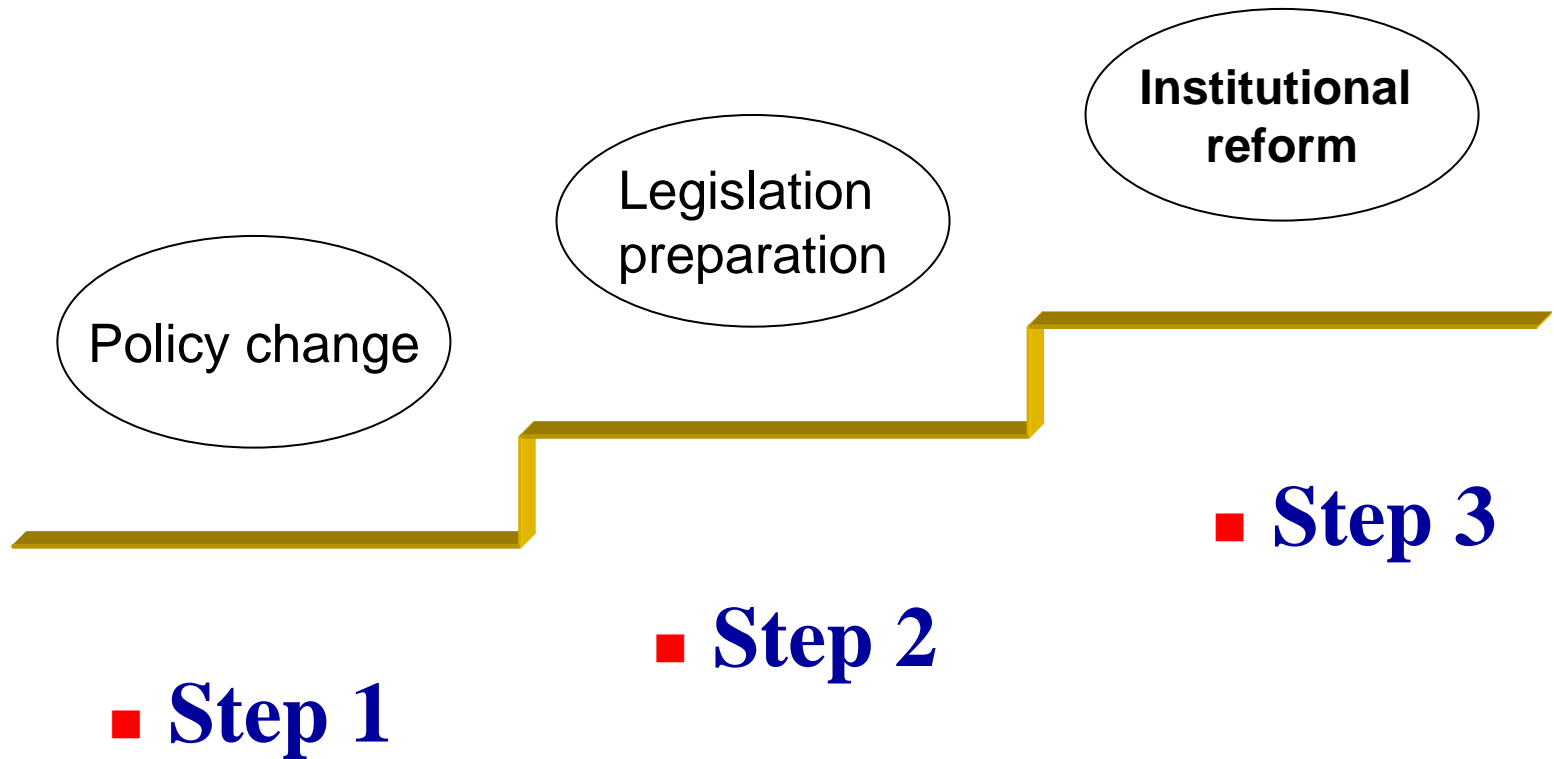 Institutional
reform
Legislation
preparation
Policy change
▪ Step 3
▪ Step 2
▪ Step 1